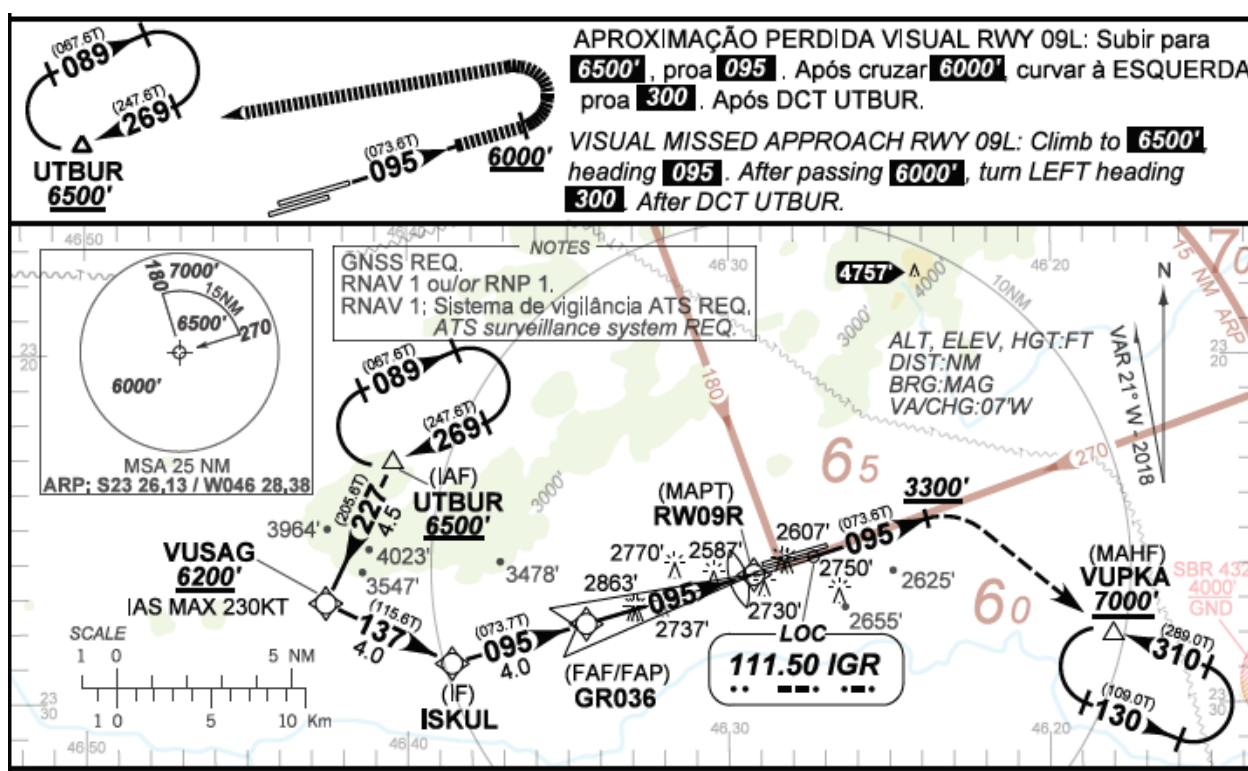 (067.6T)
089
(247.6T)
269
UTBUR
6500'
(073.6T)
095
6000'
APROXIMAÇÃO PERDIDA VISUAL RWY 09L: Subir para
6500' , proa 095 . Após cruzar 6000', curvar à ESQUERDA
proa 300 . Após DCT UTBUR.
VISUAL MISSED APPROACH RWY 09L: Climb to 6500',
heading 095 . After passing 6000', turn LEFT heading
300. After DCT UTBUR.
46 50
46 40
46 30
46 20
180
7000'
15NM
6500'
270
6000'
MSA 25 NM
ARP: S23 26,13 / W046 28,38
NOTES
GNSS REQ.
RNAV 1 ou/or RNP 1.
RNAV 1; Sistema de vigilância ATS REQ.
ATS surveillance system REQ.
4757'
4000'
3000'
10NM
15 NM ARP
70
N
VAR 21° W - 2018
ALT, ELEV, HGT:FT
DIST:NM
BRG:MAG
VA/CHG:07'W
23
20
23
20
(067.6T)
089
(247.6T)
269
(IAF)
UTBUR
6500'
3000'
180
65
270
(205.6T)
227
4.5
3964'
4023'
3547'
3478'
VUSAG
6200'
IAS MAX 230KT
(115.6T)
137
4.0
(IF)
ISKUL
(073.7T)
095
4.0
(FAF/FAP)
GR036
2863'
2737'
2770'
2587'
095
(MAPT)
RW09R
2607'
2730'
2750'
2655'
2625'
(073.6T)
095
3300'
60
LOC
111.50 IGR
(MAHF)
VUPKA
7000'
(289.0T)
310
(109.0T)
130
SBR 432
4000'
GND
SCALE
1 0 5 NM
1 0 5 10 Km
23
30
23
30
46 50
46 40
46 30
46 20